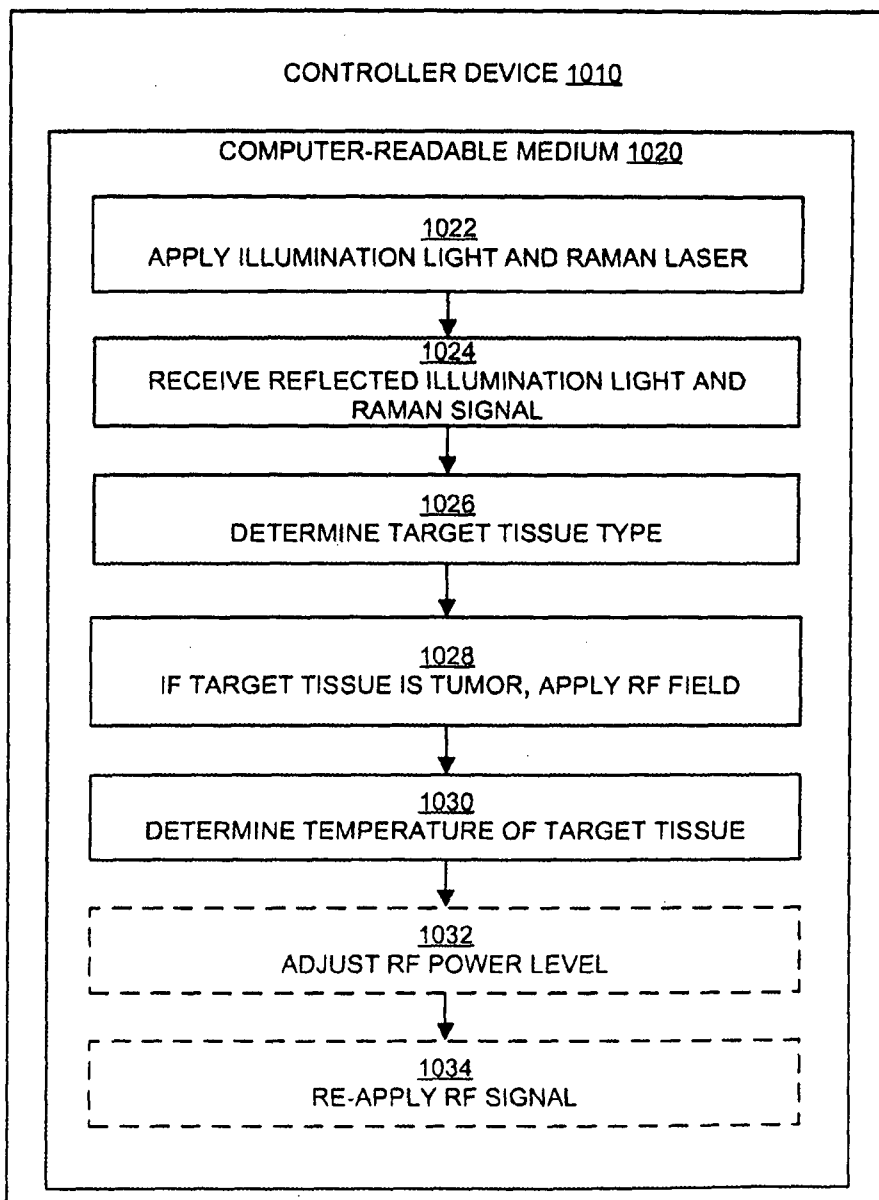 CONTROLLER DEVICE 1010
COMPUTER-READABLE MEDIUM 1020
1022
APPLY ILLUMINATION LIGHT AND RAMAN LASER
1024
RECEIVE REFLECTED ILLUMINATION LIGHT AND
RAMAN SIGNAL
1026
DETERMINE TARGET TISSUE TYPE
1028
IF TARGET TISSUE IS TUMOR, APPLY RF FIELD
1030
DETERMINE TEMPERATURE OF TARGET TISSUE
1032
ADJUST RF POWER LEVEL
1034
RE-APPLY RF SIGNAL